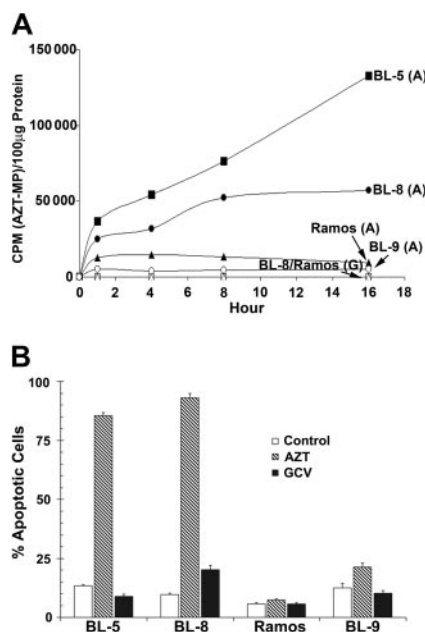 A
CPM (AZT-MP)/100µg Protein
150 000
100 000
50 000
0
BL-5 (A)
BL-8 (A)
Ramos (A)
BL-9 (A)
BL-8/Ramos (G)
0 2 4 6 8 10 12 14 16 18
Hour
B
% Apoptotic Cells
100
75
50
25
0
Control
AZT
GCV
BL-5 BL-8 Ramos BL-9